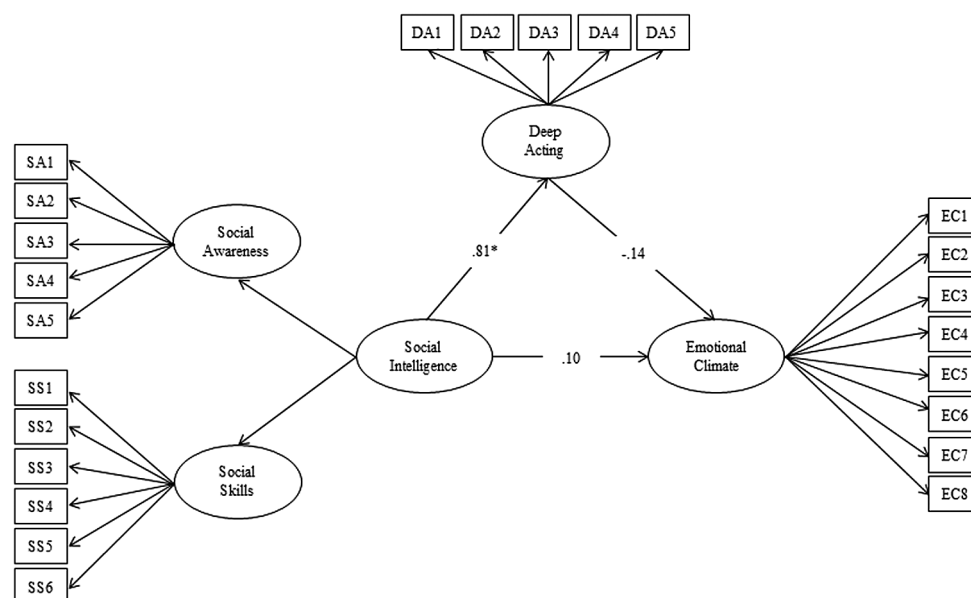 DA1 DA2 DA3 DA4 DA5
Deep
Acting
SA1
SA2
SA3
SA4
SA5
Social
Awareness
.81*
-.14
EC1
EC2
EC3
EC4
EC5
EC6
EC7
EC8
Social
Intelligence
.10
Emotional
Climate
SS1
SS2
SS3
SS4
SS5
SS6
Social
Skills